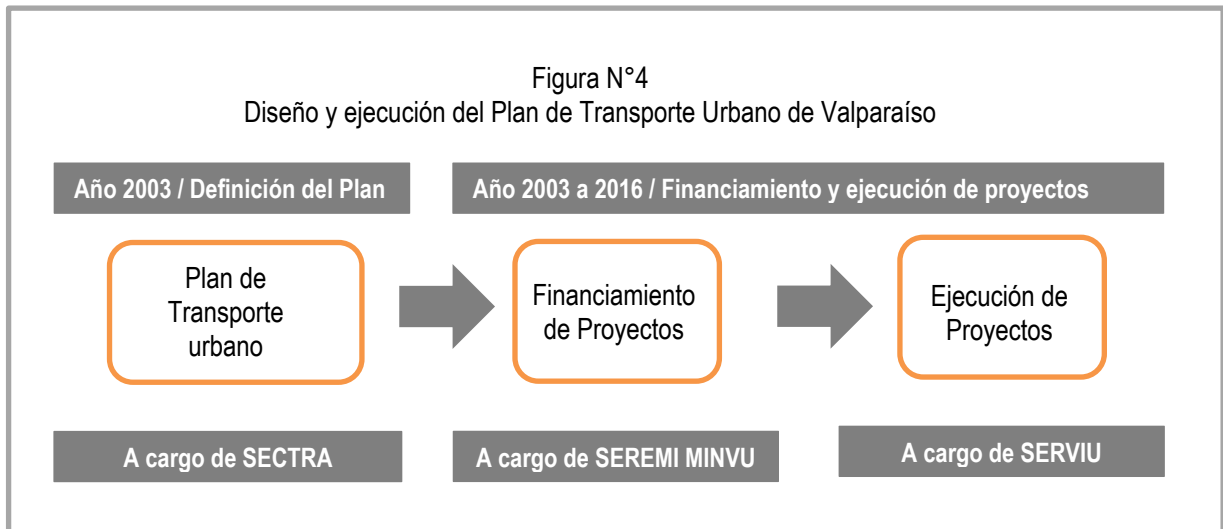 Figura N°4
Diseño y ejecución del Plan de Transporte Urbano de Valparaíso
Año 2003 / Definición del Plan
Año 2003 a 2016 / Financiamiento y ejecución de proyectos
Plan de
Transporte
urbano
Financiamiento
de Proyectos
Ejecución de
Proyectos
A cargo de SECTRA
A cargo de SEREMI MINVU
A cargo de SERVIU